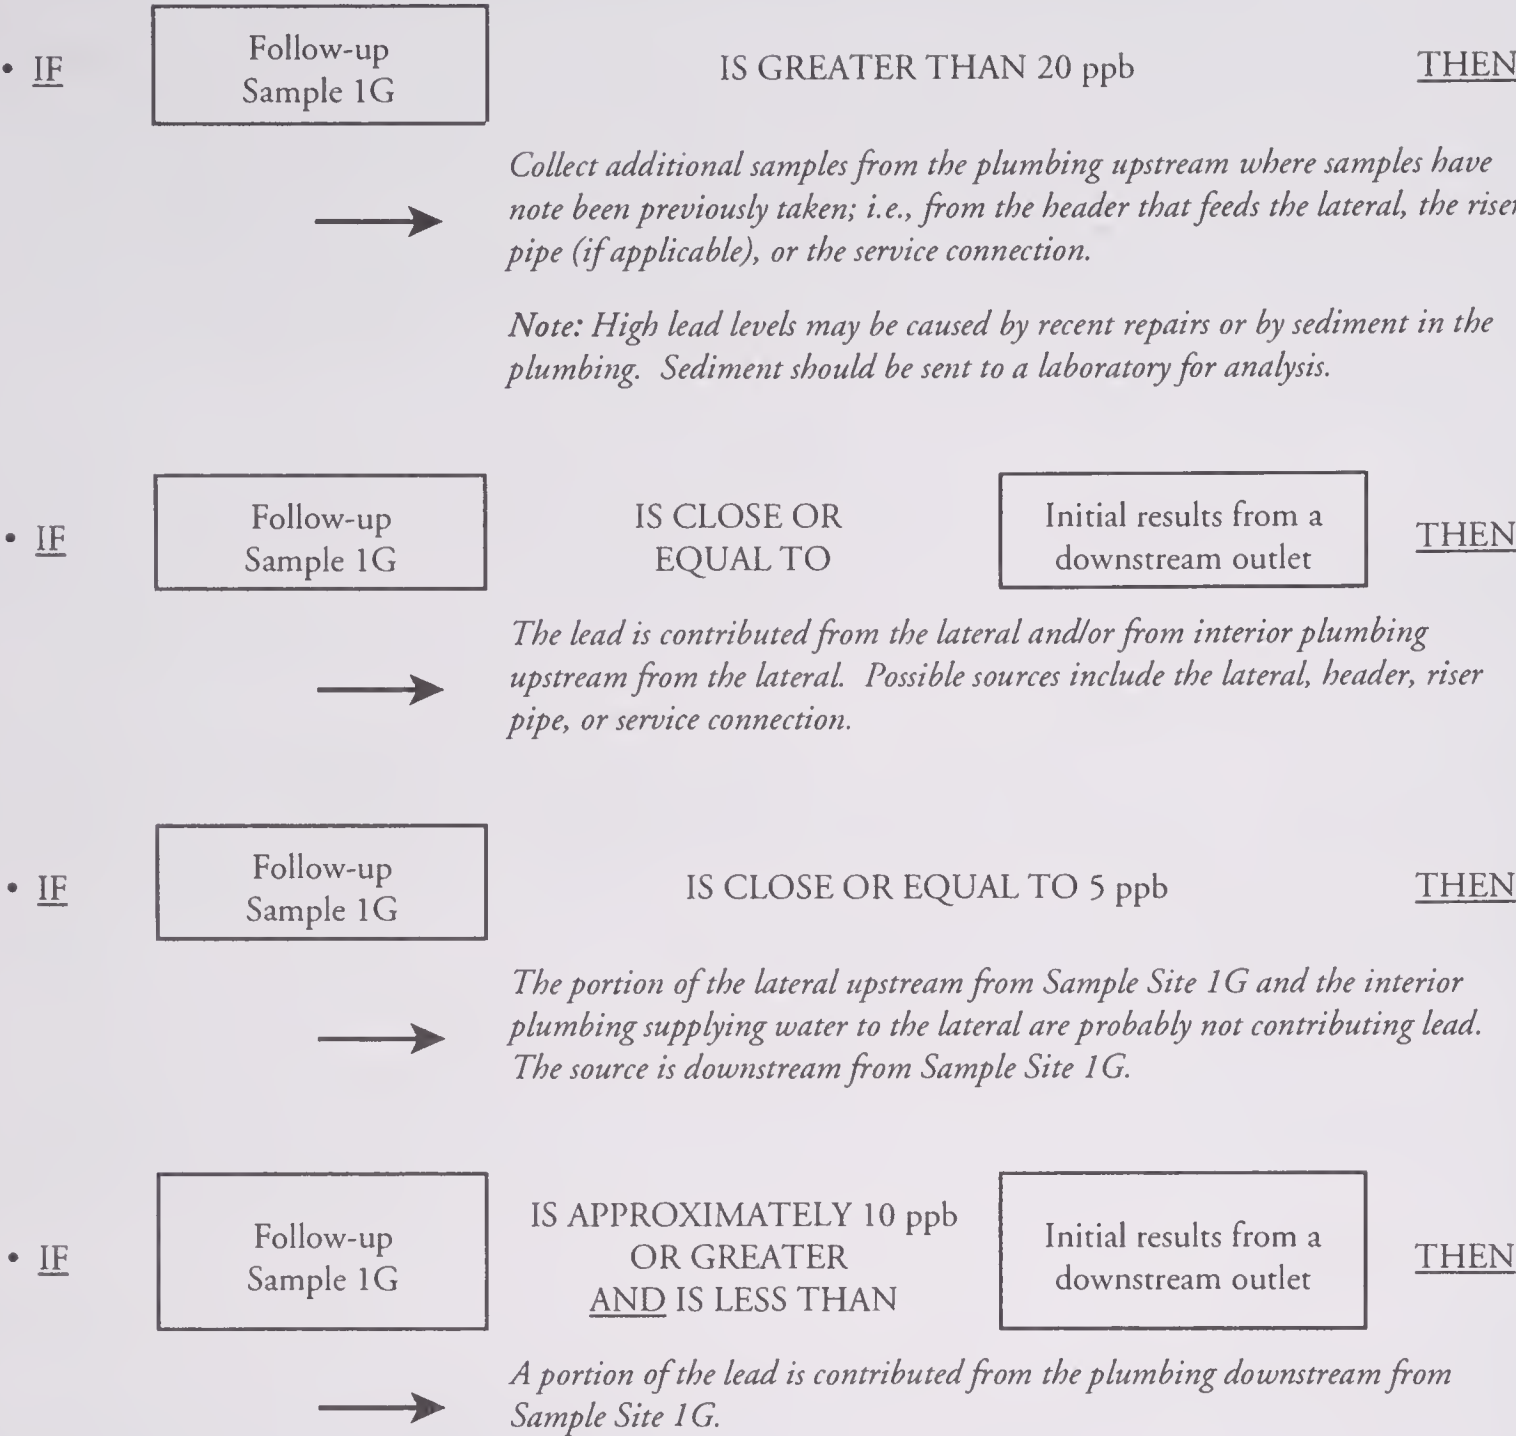 • IF
Follow-up
Sample 1G
IS GREATER THAN 20 ppb
THEN
Collect additional samples from the plumbing upstream where samples have
note been previously taken; i.e., from the header that feeds the lateral, the riser
pipe (if applicable), or the service connection.
Note: High lead levels may be caused by recent repairs or by sediment in the
plumbing. Sediment should be sent to a laboratory for analysis.
• IF
Follow-up
Sample 1G
IS CLOSE OR
EQUAL TO
Initial results from a
downstream outlet
THEN
The lead is contributed from the lateral and/or from interior plumbing
upstream from the lateral. Possible sources include the lateral, header, riser
pipe, or service connection.
• IF
Follow-up
Sample 1G
IS CLOSE OR EQUAL TO 5 ppb
THEN
The portion of the lateral upstream from Sample Site 1G and the interior
plumbing supplying water to the lateral are probably not contributing lead.
The source is downstream from Sample Site 1G.
• IF
Follow-up
Sample 1G
IS APPROXIMATELY 10 ppb
OR GREATER
AND IS LESS THAN
Initial results from a
downstream outlet
THEN
A portion of the lead is contributed from the plumbing downstream from
Sample Site 1G.